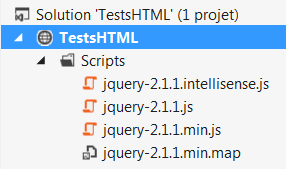 Solution 'TestsHTML' (1 projet)
TestsHTML
Scripts
jquery-2.1.1.intellisense.js
jquery-2.1.1.js
jquery-2.1.1.min.js
jquery-2.1.1.min.map